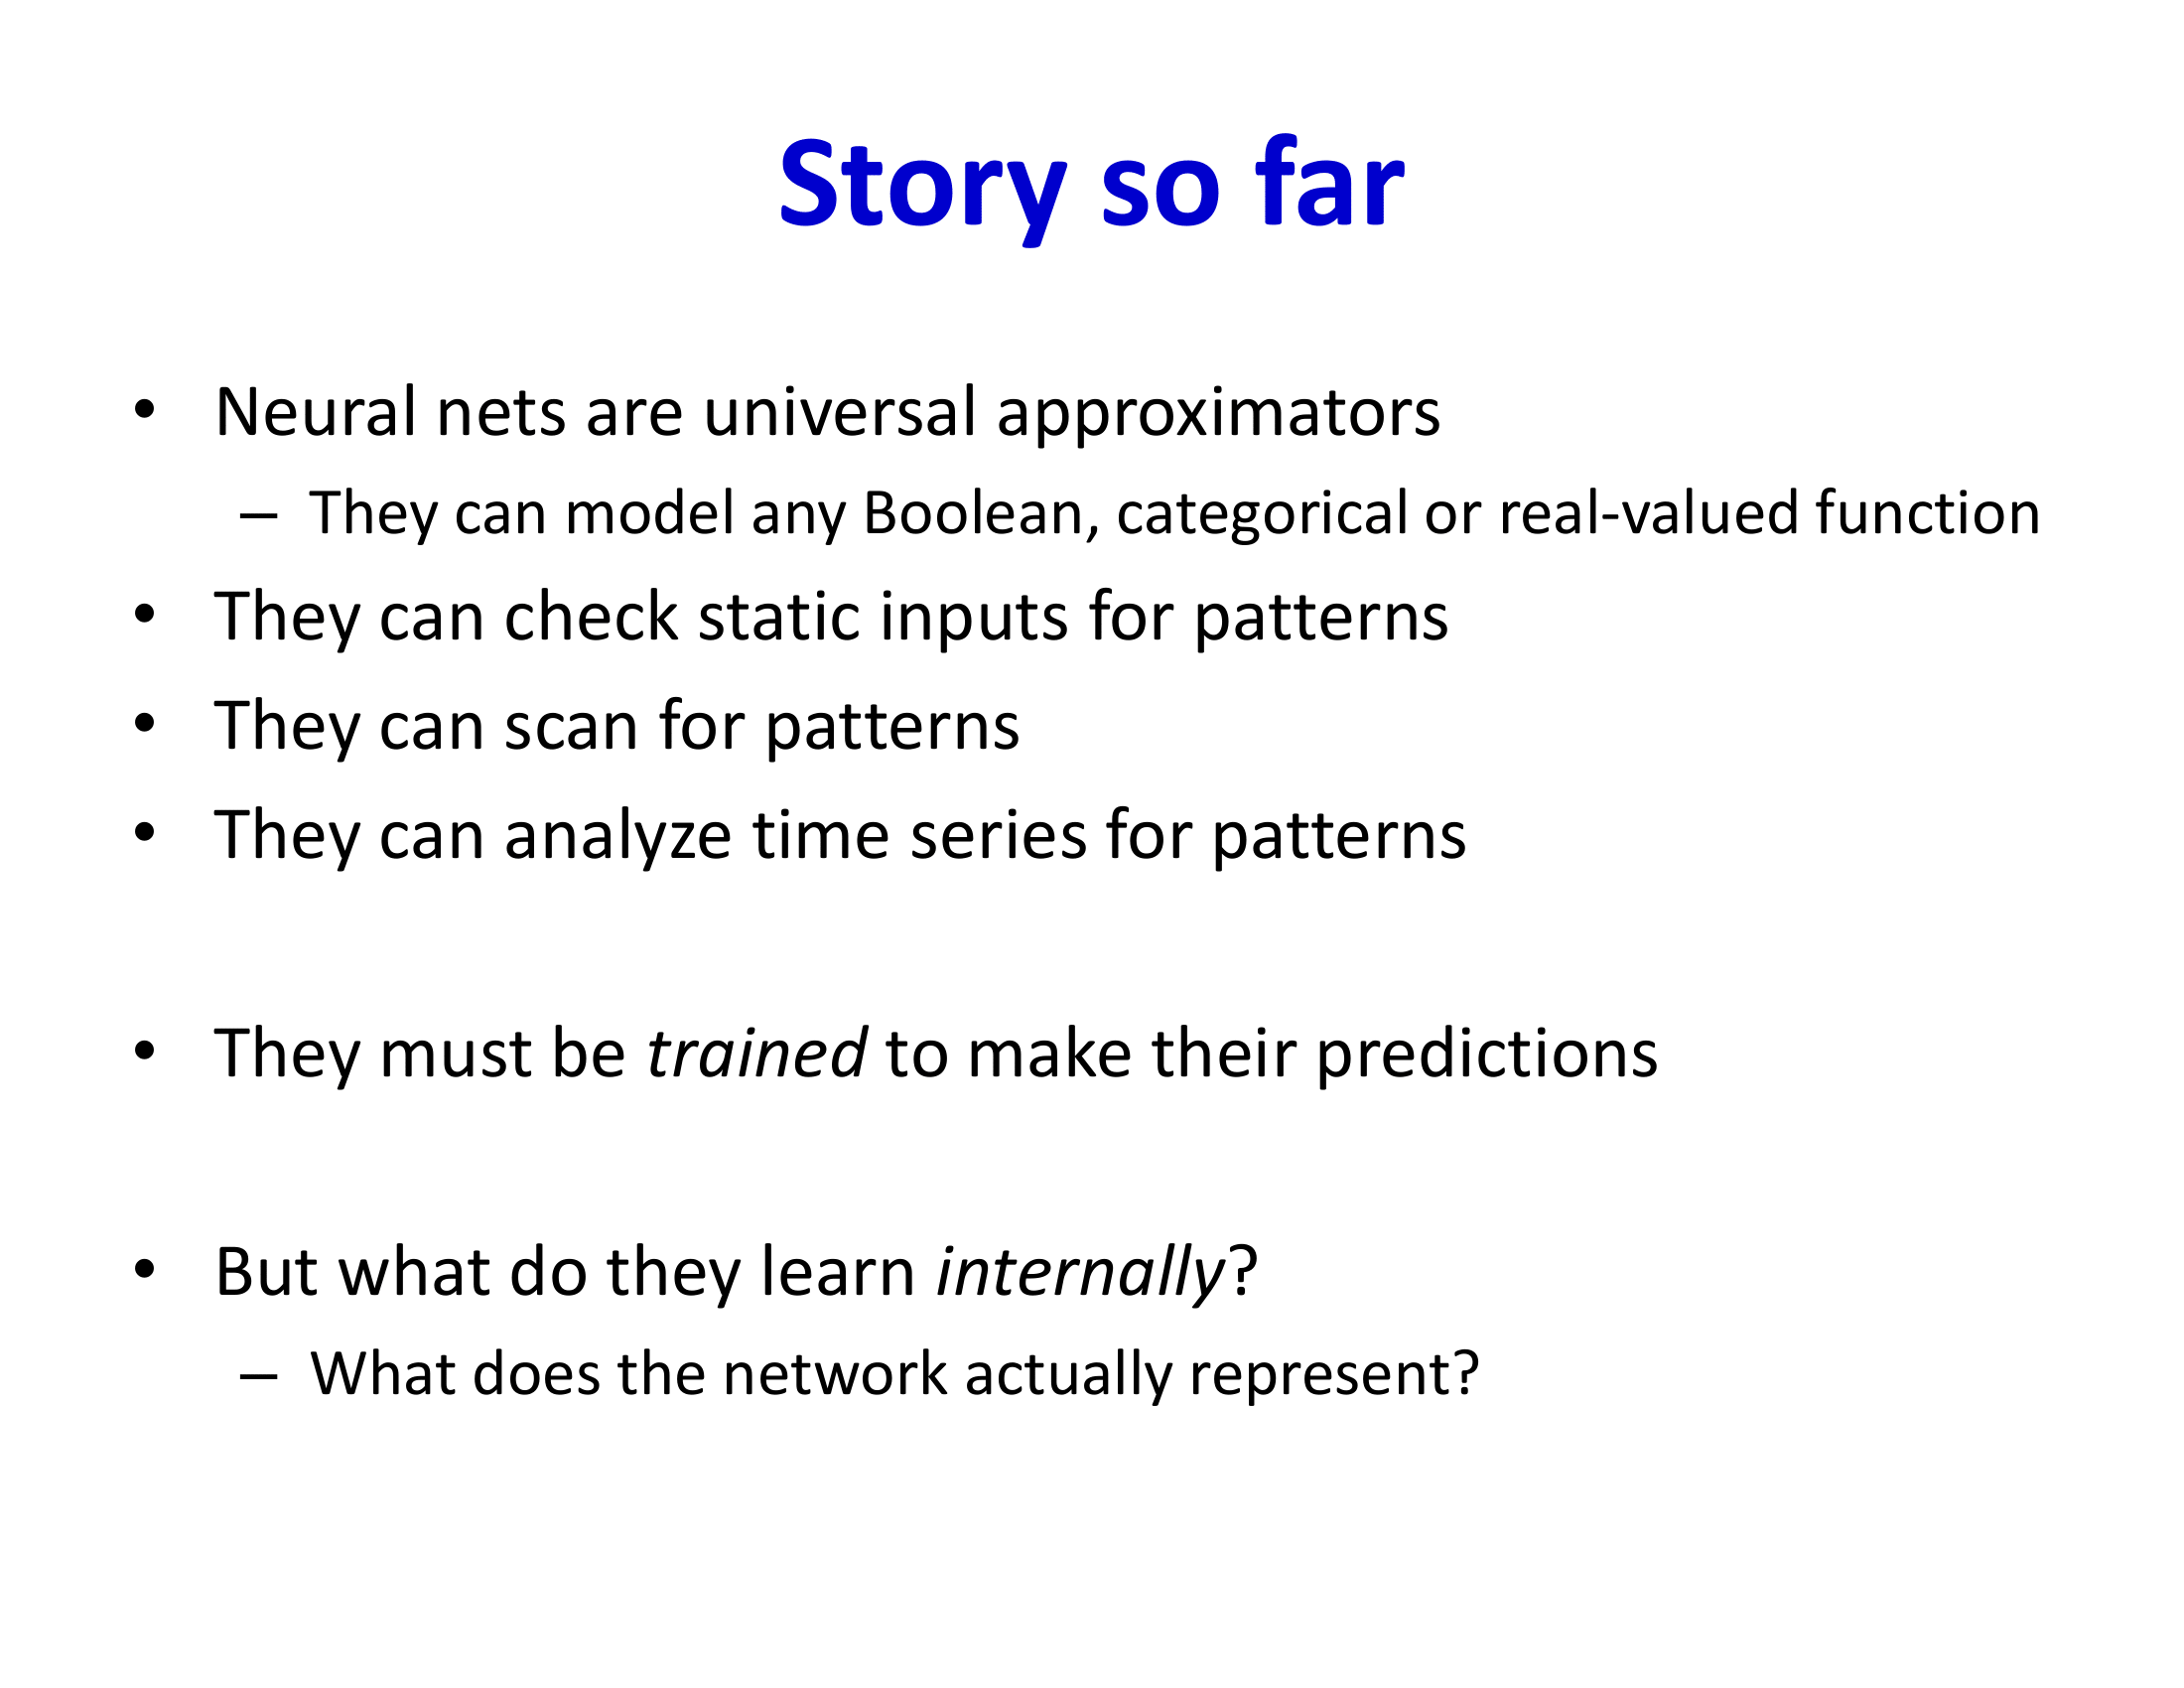 Story so far
• Neural nets are universal approximators
– They can model any Boolean, categorical or real-valued function
• They can check static inputs for patterns
• They can scan for patterns
• They can analyze time series for patterns
• They must be trained to make their predictions
• But what do they learn internally?
– What does the network actually represent?